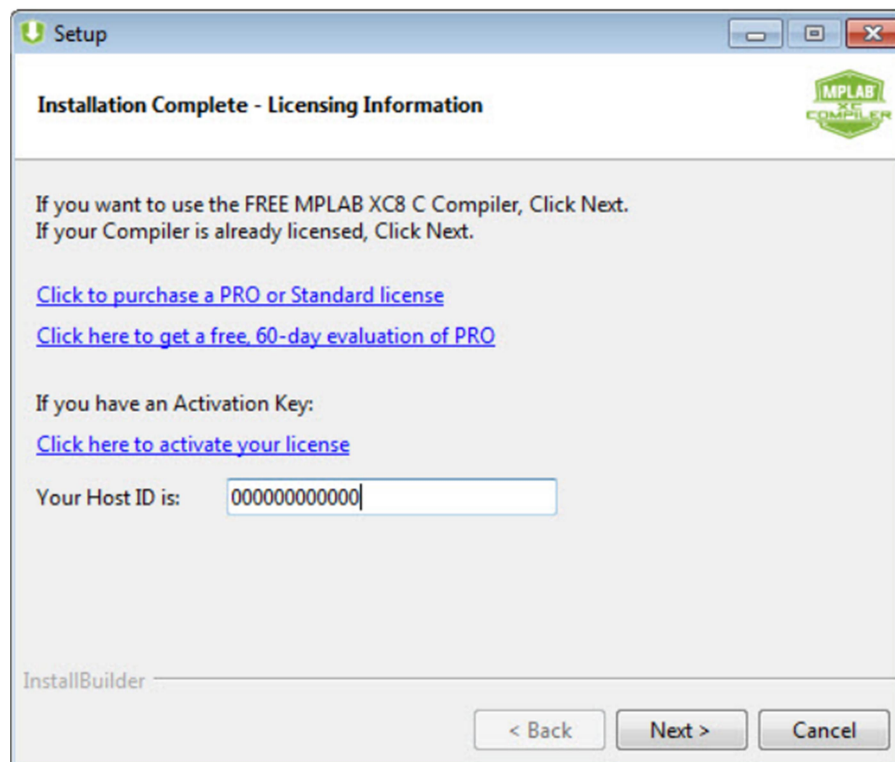 Setup
Installation Complete - Licensing Information
MPLAB
XC
COMPILER
If you want to use the FREE MPLAB XC8 C Compiler, Click Next.
If your Compiler is already licensed, Click Next.
Click to purchase a PRO or Standard license
Click here to get a free, 60-day evaluation of PRO
If you have an Activation Key:
Click here to activate your license
Your Host ID is: 000000000000
InstallBuilder
< Back Next > Cancel